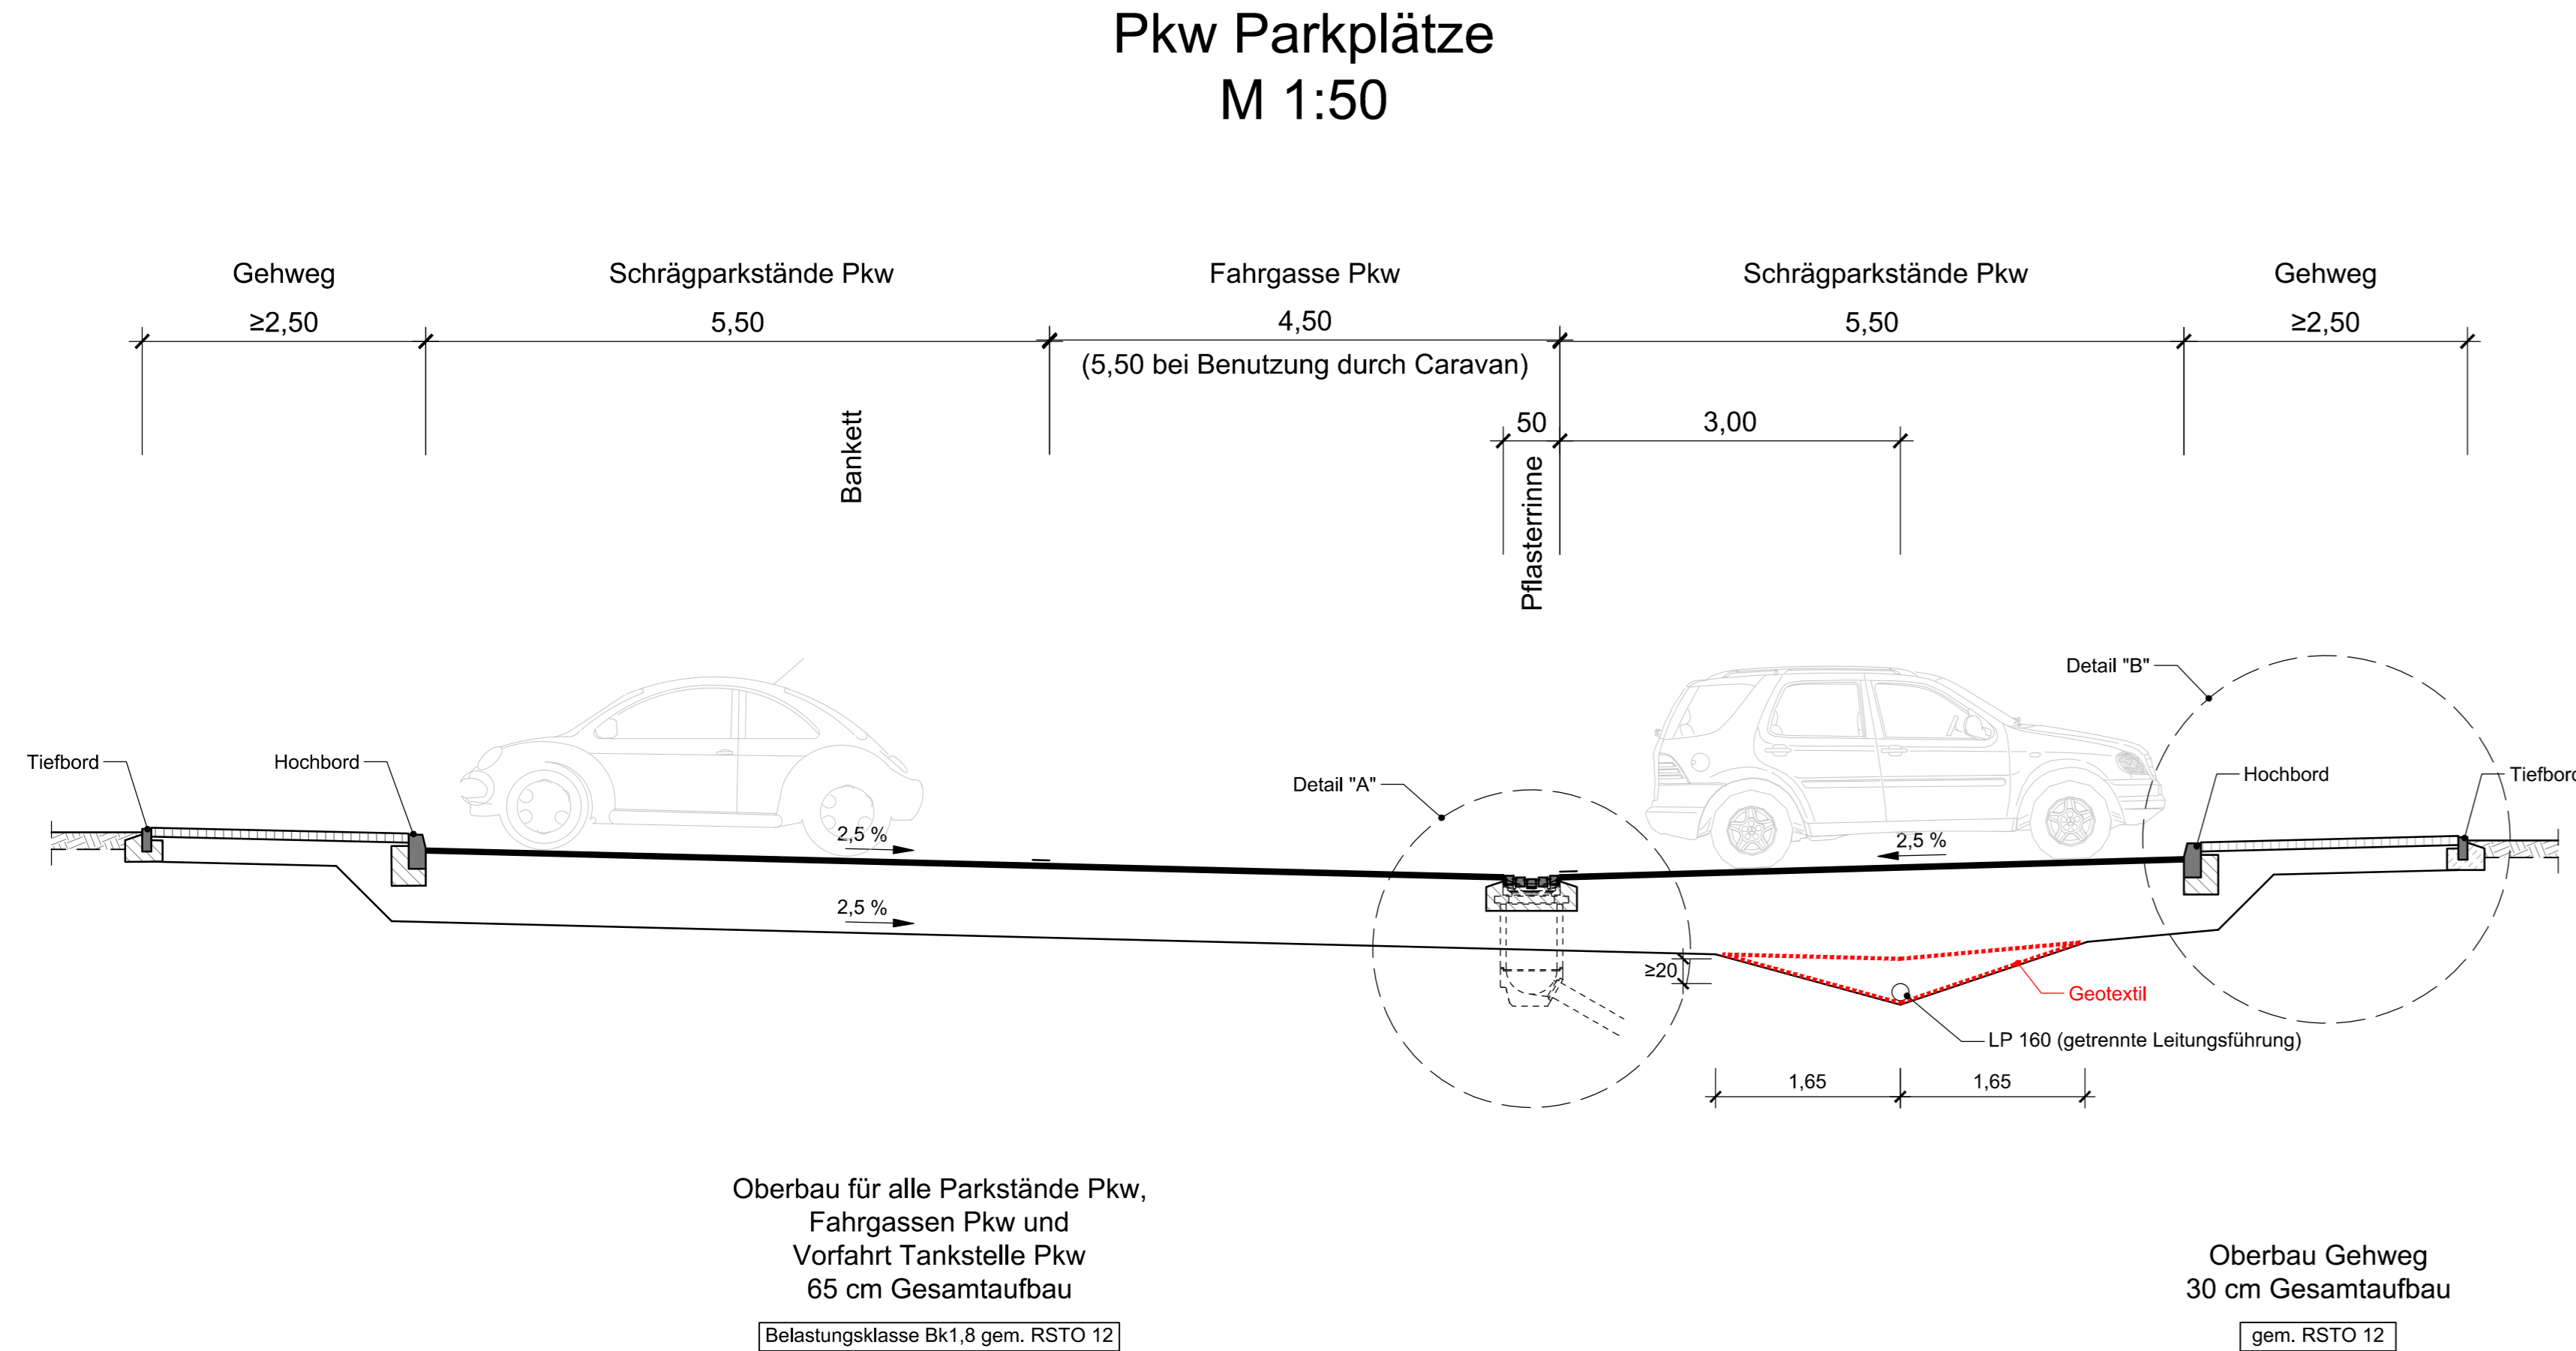 Pkw Parkplätze
M 1:50
Gehweg
Schrägparkstände Pkw
Fahrgasse Pkw
Schrägparkstände Pkw
Gehweg
≥2,50
5,50
4,50
5,50
≥2,50
(5,50 bei Benutzung durch Caravan)
50
3,00
Bankett
Pflasterrinne
Detail "B"
Tiefbord
Hochbord
Detail "A"
Hochbord
Tiefbord
2,5 %
2,5 %
2,5 %
≥20
Geotextil
LP 160 (getrennte Leitungsführung)
1,65
1,65
Oberbau für alle Parkstände Pkw,
Fahrgassen Pkw und
Vorfahrt Tankstelle Pkw
65 cm Gesamtaufbau
Belastungsklasse Bk1,8 gem. RSTO 12
Oberbau Gehweg
30 cm Gesamtaufbau
gem. RSTO 12